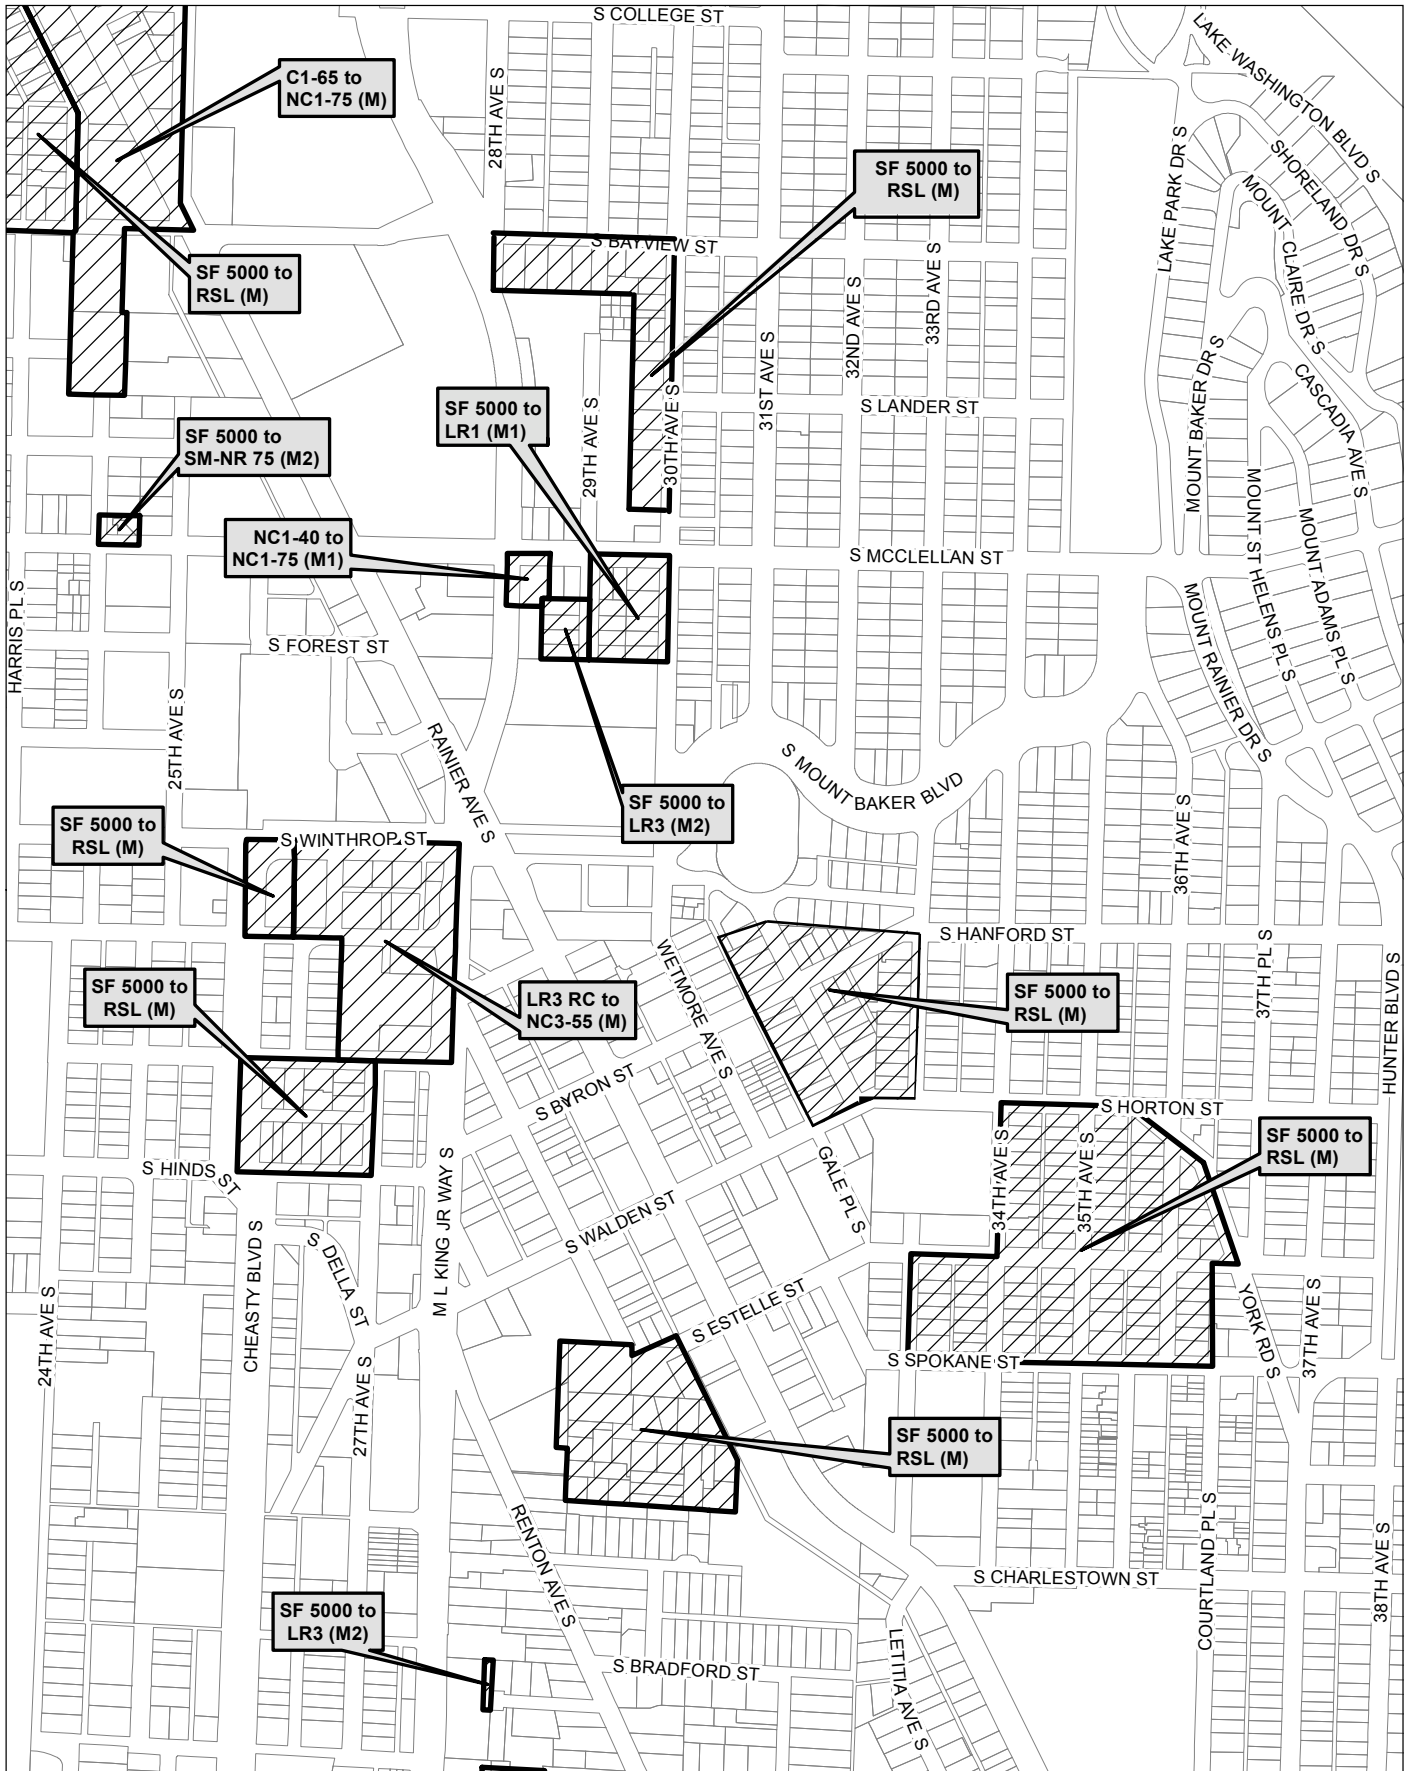 S COLLEGE ST
LAKE WASHINGTON BLVD S
C1-65 to
NC1-75 (M)
28TH AVE S
SHORELAND DR S
LAKE PARK DR S
SF 5000 to
RSL (M)
MOUNT CLAIRE DR S
S BAYVIEW ST
33RD AVE S
SF 5000 to
RSL (M)
32ND AVE S
31ST AVE S
MOUNT BAKER DR S
CASCADIA AVE S
SF 5000 to
LR1 (M1)
29TH AVE S
30TH AVE S
S LANDER ST
SF 5000 to
SM-NR 75 (M2)
MOUNT ST HELENS PL S
MOUNT ADAMS PL S
NC1-40 to
NC1-75 (M1)
S MCCLELLAN ST
HARRIS PL S
S FOREST ST
MOUNT RAINIER DR S
25TH AVE S
RAINIER AVE S
S MOUNT BAKER BLVD
SF 5000 to
LR3 (M2)
SF 5000 to
RSL (M)
S WINTHROP ST
36TH AVE S
S HANFORD ST
WETMORE AVE S
37TH PL S
HUNTER BLVD S
SF 5000 to
RSL (M)
LR3 RC to
NC3-55 (M)
SF 5000 to
RSL (M)
S BYRON ST
S HORTON ST
SF 5000 to
RSL (M)
34TH AVE S
35TH AVE S
S HINDS ST
M L KING JR WAY S
GALE PL S
S WALDEN ST
CHEASTY BLVD S
S DELLA ST
24TH AVE S
S ESTELLE ST
YORK RD S
37TH AVE S
S SPOKANE ST
27TH AVE S
SF 5000 to
RSL (M)
RENTON AVE S
COURTLAND PL S
38TH AVE S
S CHARLESTOWN ST
SF 5000 to
LR3 (M2)
LETITIA AVE S
S BRADFORD ST